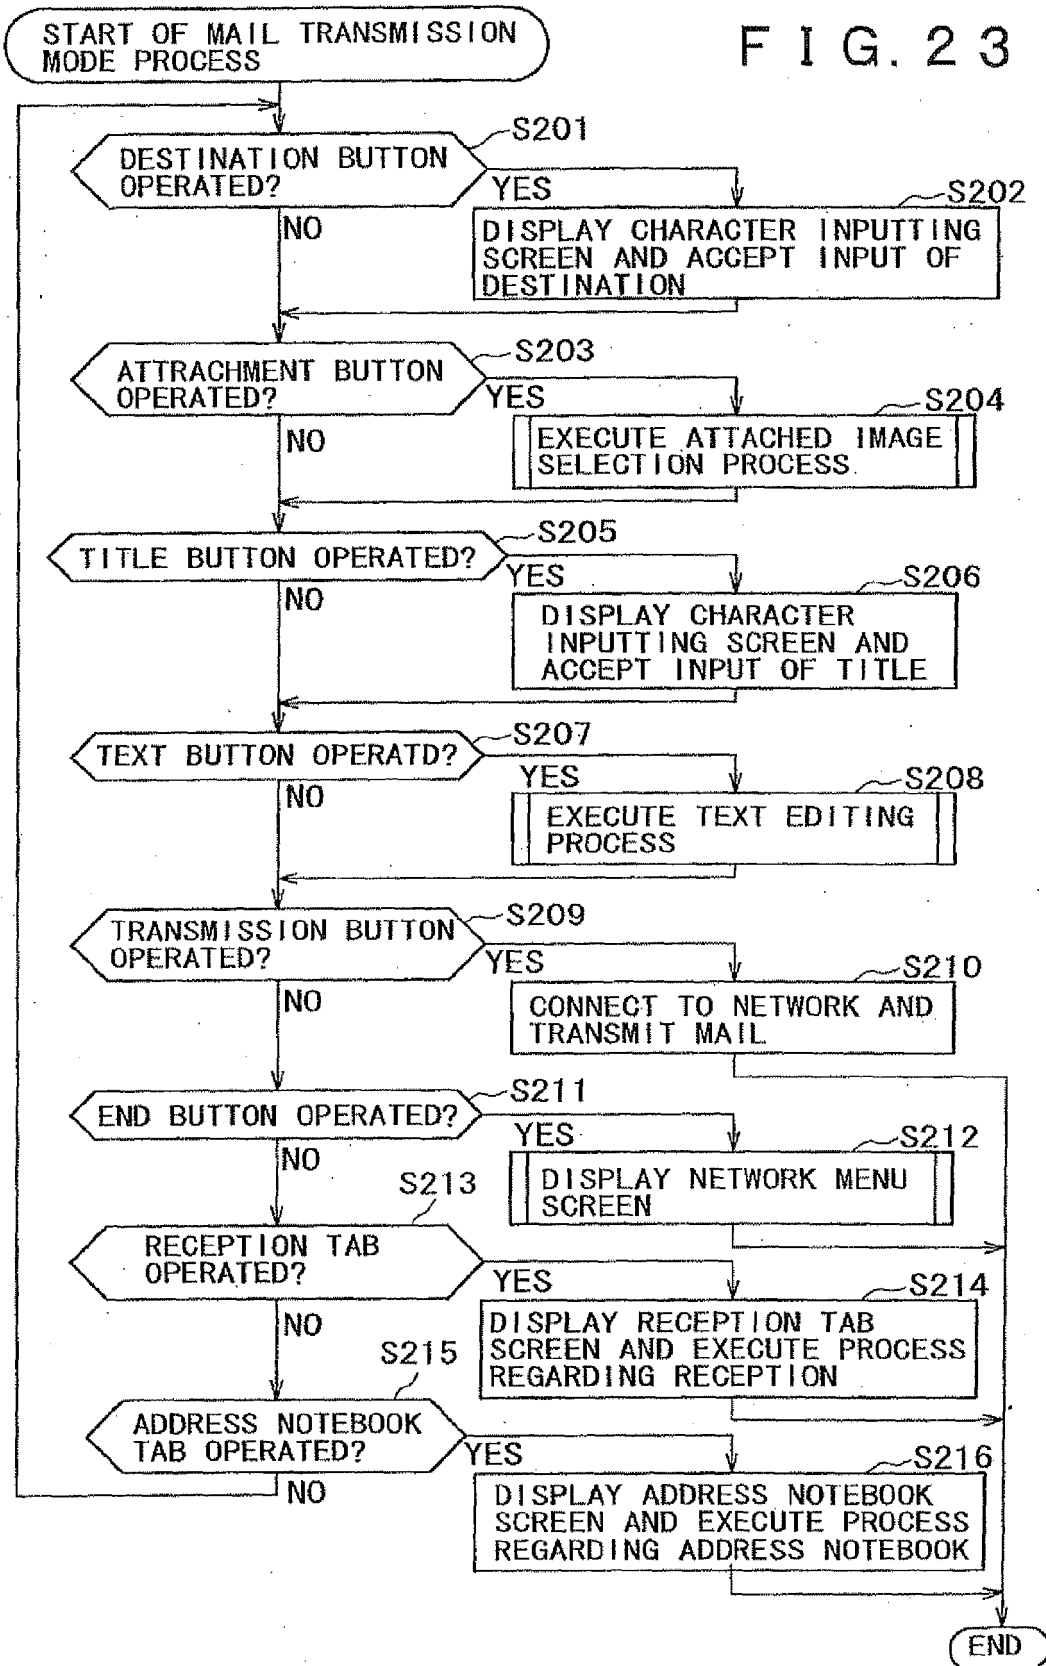 START OF MAIL TRANSMISSION
MODE PROCESS
FIG. 23
S201
DESTINATION BUTTON
OPERATED?
YES
NO
S202
DISPLAY CHARACTER INPUTTING
SCREEN AND ACCEPT INPUT OF
DESTINATION
S203
ATTRACHMENT BUTTON
OPERATED?
YES
NO
S204
EXECUTE ATTACHED IMAGE
SELECTION PROCESS
S205
TITLE BUTTON OPERATED?
YES
NO
S206
DISPLAY CHARACTER
INPUTTING SCREEN AND
ACCEPT INPUT OF TITLE
S207
TEXT BUTTON OPERATD?
YES
NO
S208
EXECUTE TEXT EDITING
PROCESS
S209
TRANSMISSION BUTTON
OPERATED?
YES
NO
S210
CONNECT TO NETWORK AND
TRANSMIT MAIL
S211
END BUTTON OPERATED?
YES
NO
S212
DISPLAY NETWORK MENU
SCREEN
S213
RECEPTION TAB
OPERATED?
YES
NO
S214
DISPLAY RECEPTION TAB
SCREEN AND EXECUTE PROCESS
REGARDING RECEPTION
S215
ADDRESS NOTEBOOK
TAB OPERATED?
YES
NO
S216
DISPLAY ADDRESS NOTEBOOK
SCREEN AND EXECUTE PROCESS
REGARDING ADDRESS NOTEBOOK
END